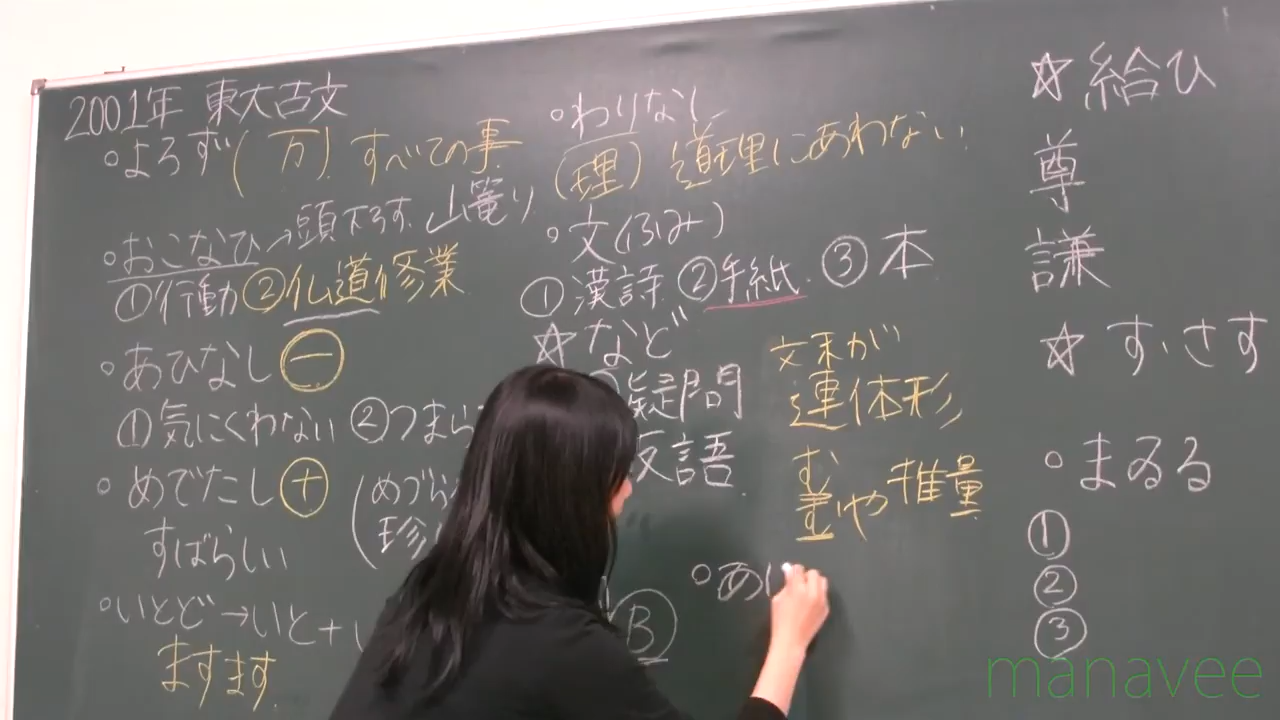 2001年 東大古文
○よろず(万) すべての事
○おこなひ→頭下ろす 山篭り
①行動②仏道修業
○あひなし ㊀
①気にくわない ②つまら
○めでたし ⊕ (めづら
すばらしい 珍
○いとど→いと+
ますます
○わりなし
(理) 道理にあわない
○文(ふみ)
①漢詩 ②手紙 ③本
☆など
疑問
反語
文末が
連体形
や推量
Ⓑ
○あ
☆給ひ
尊
謙
☆す、さす
○まゐる
①
②
③
manavee